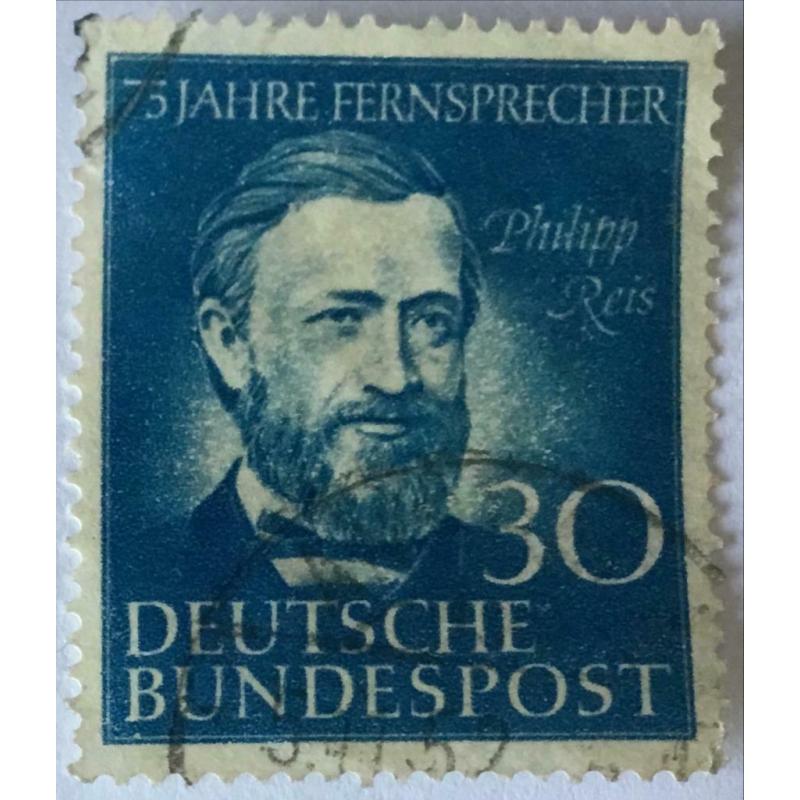 75 JAHRE FERNSPRECHER
Philipp
Reis
30
DEUTSCHE
BUNDESPOST